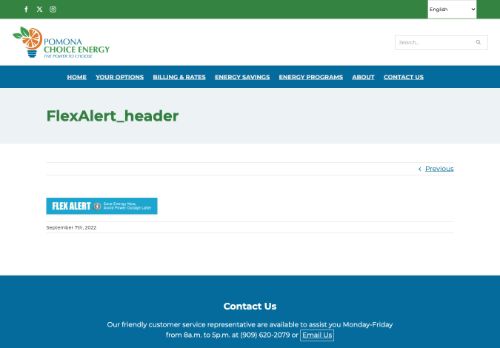 English
POMONA
CHOICE ENERGY
THE POWER TO CHOOSE
Search...
HOME YOUR OPTIONS BILLING & RATES ENERGY SAVINGS ENERGY PROGRAMS ABOUT CONTACT US
FlexAlert_header
Previous
FLEX ALERT Save Energy Now,
Avoid Power Outages Later
September 7th, 2022
Contact Us
Our friendly customer service representative are available to assist you Monday-Friday
from 8a.m. to 5p.m. at (909) 620-2079 or Email Us